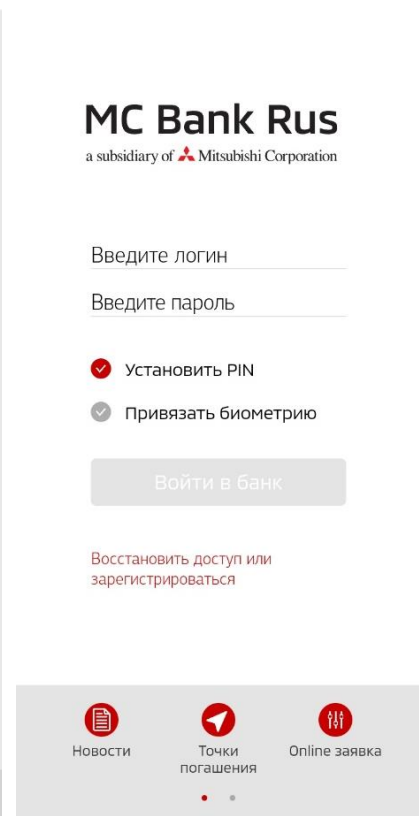 MC Bank Rus
a subsidiary of Mitsubishi Corporation
Введите логин
Введите пароль
Установить PIN
Привязать биометрию
Войти в банк
Восстановить доступ или
зарегистрироваться
Новости
Точки
погашения
Online заявка